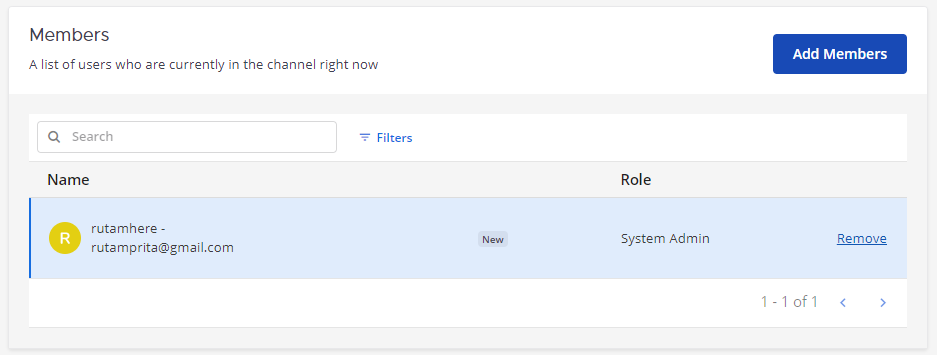 Members
A list of users who are currently in the channel right now
Add Members
Search
Filters
Name
Role
R
rutamhere -
rutamprita@gmail.com
New
System Admin
Remove
1 - 1 of 1